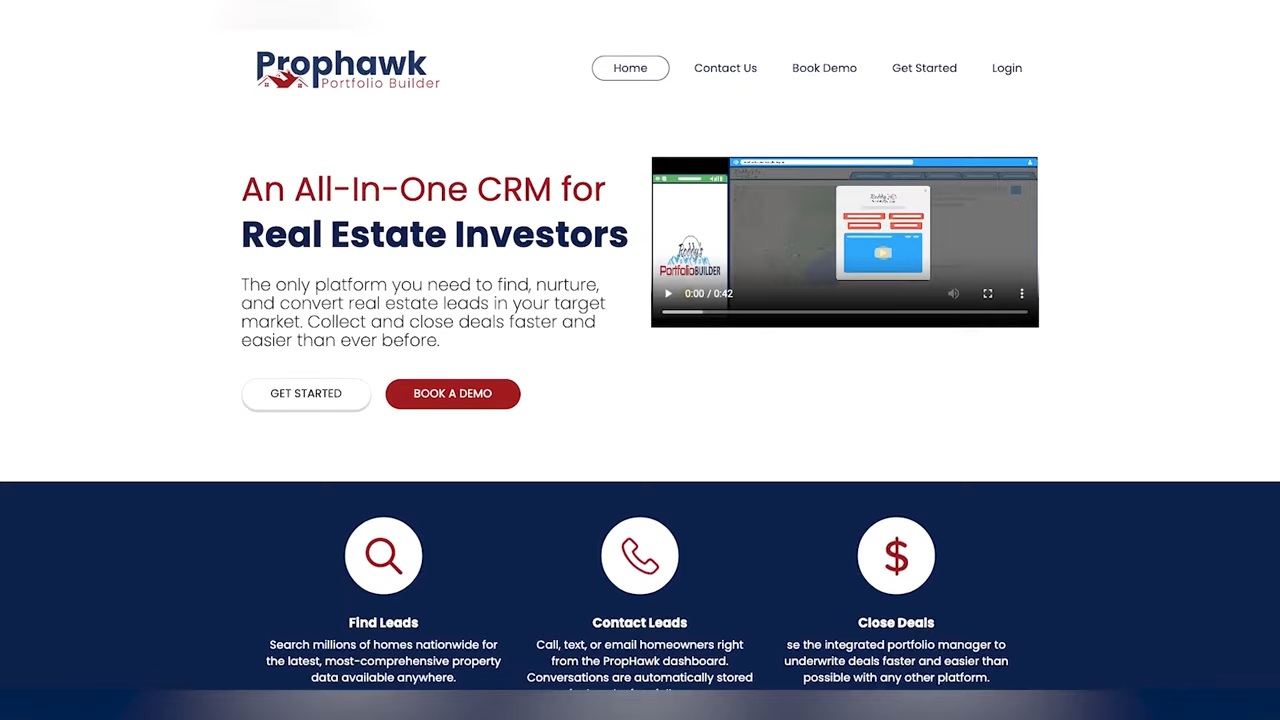 Prophawk
Portfolio Builder
Home
Contact Us
Book Demo
Get Started
Login
An All-In-One CRM for
Real Estate Investors
The only platform you need to find, nurture,
and convert real estate leads in your target
market. Collect and close deals faster and
easier than ever before.
GET STARTED
BOOK A DEMO
PortfolioBUILDER
0:00 / 0:42
Find Leads
Search millions of homes nationwide for
the latest, most-comprehensive property
data available anywhere.
Contact Leads
Call, text, or email homeowners right
from the PropHawk dashboard.
Conversations are automatically stored
Close Deals
se the integrated portfolio manager to
underwrite deals faster and easier than
possible with any other platform.